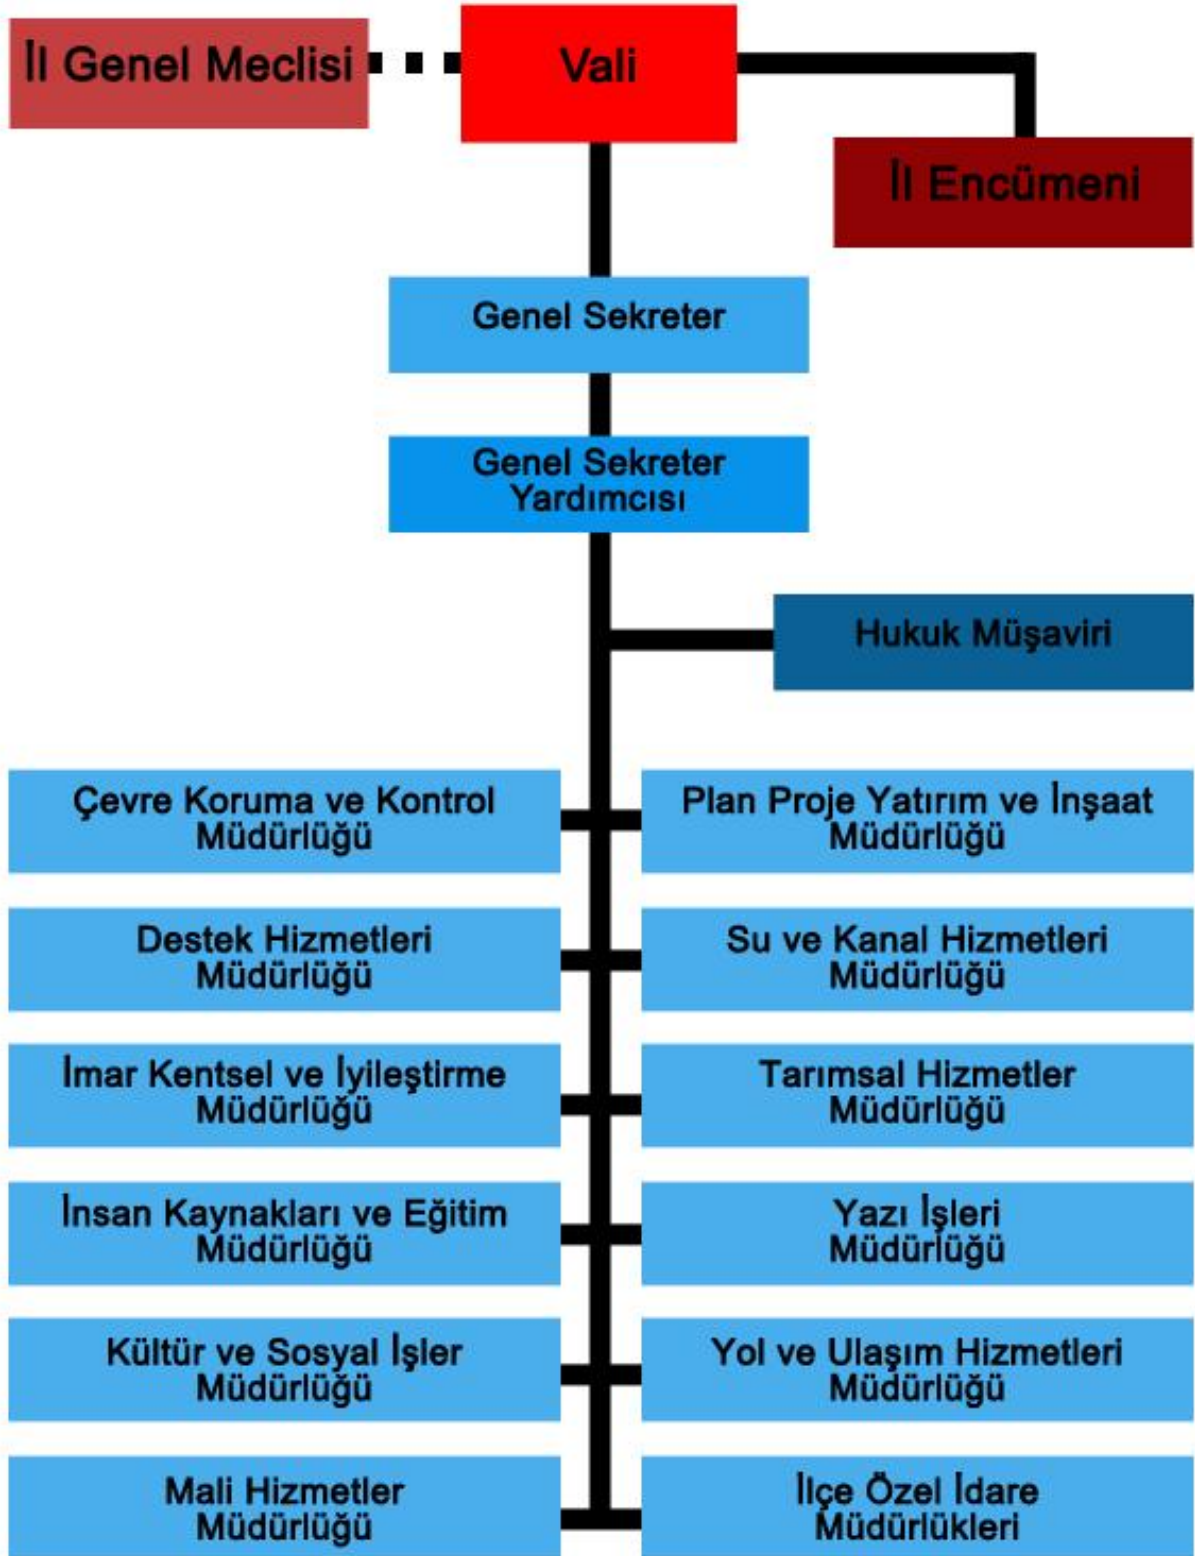 İl Genel Meclisi
Vali
İl Encümeni
Genel Sekreter
Genel Sekreter
Yardımcısı
Hukuk Müşaviri
Çevre Koruma ve Kontrol
Müdürlüğü
Plan Proje Yatırım ve İnşaat
Müdürlüğü
Destek Hizmetleri
Müdürlüğü
Su ve Kanal Hizmetleri
Müdürlüğü
İmar Kentsel ve İyileştirme
Müdürlüğü
Tarımsal Hizmetler
Müdürlüğü
İnsan Kaynakları ve Eğitim
Müdürlüğü
Yazı İşleri
Müdürlüğü
Kültür ve Sosyal İşler
Müdürlüğü
Yol ve Ulaşım Hizmetleri
Müdürlüğü
Mali Hizmetler
Müdürlüğü
İlçe Özel İdare
Müdürlükleri